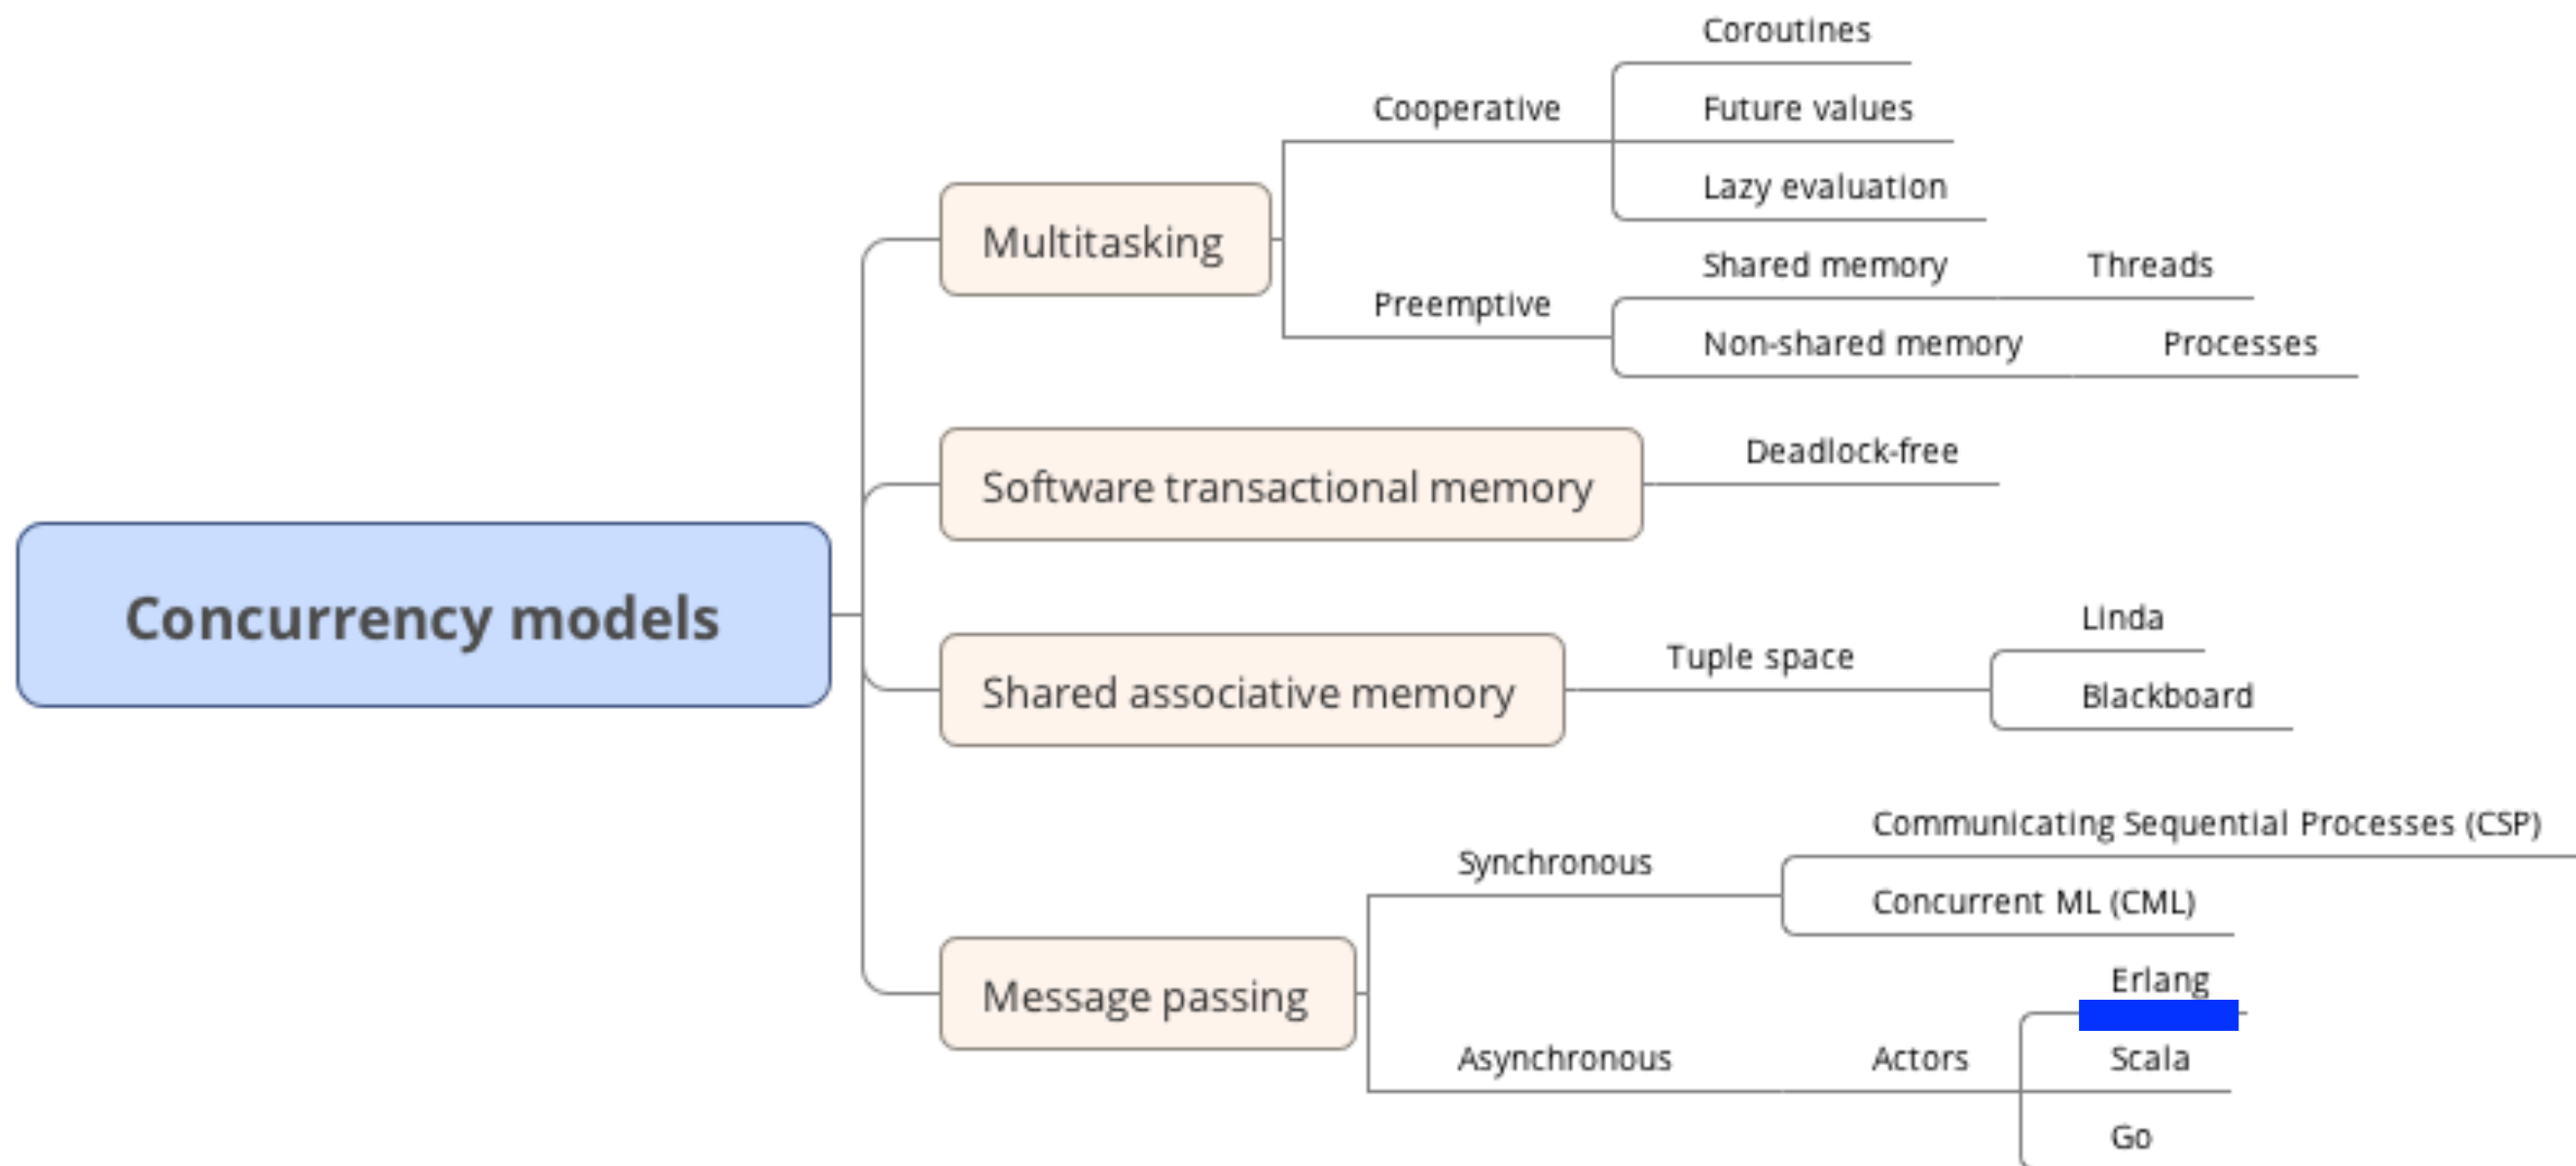 Coroutines
Cooperative
Future values
Lazy evaluation
Multitasking
Shared memory
Threads
Preemptive
Non-shared memory
Processes
Software transactional memory
Deadlock-free
Concurrency models
Linda
Tuple space
Shared associative memory
Blackboard
Communicating Sequential Processes (CSP)
Synchronous
Concurrent ML (CML)
Message passing
Erlang
Asynchronous
Actors
Scala
Go